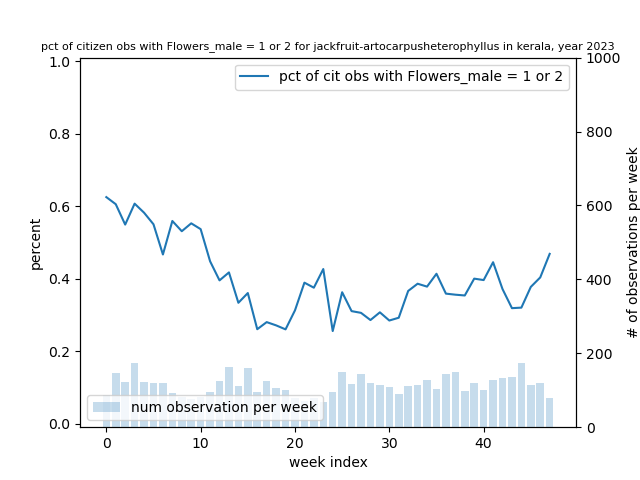 pct of citizen obs with Flowers_male = 1 or 2 for jackfruit-artocarpusheterophyllus in kerala, year 2023
pct of cit obs with Flowers_male = 1 or 2
1.0
0.8
0.6
0.4
0.2
0.0
percent
1000
800
600
400
200
0
# of observations per week
num observation per week
0
10
20
30
40
week index